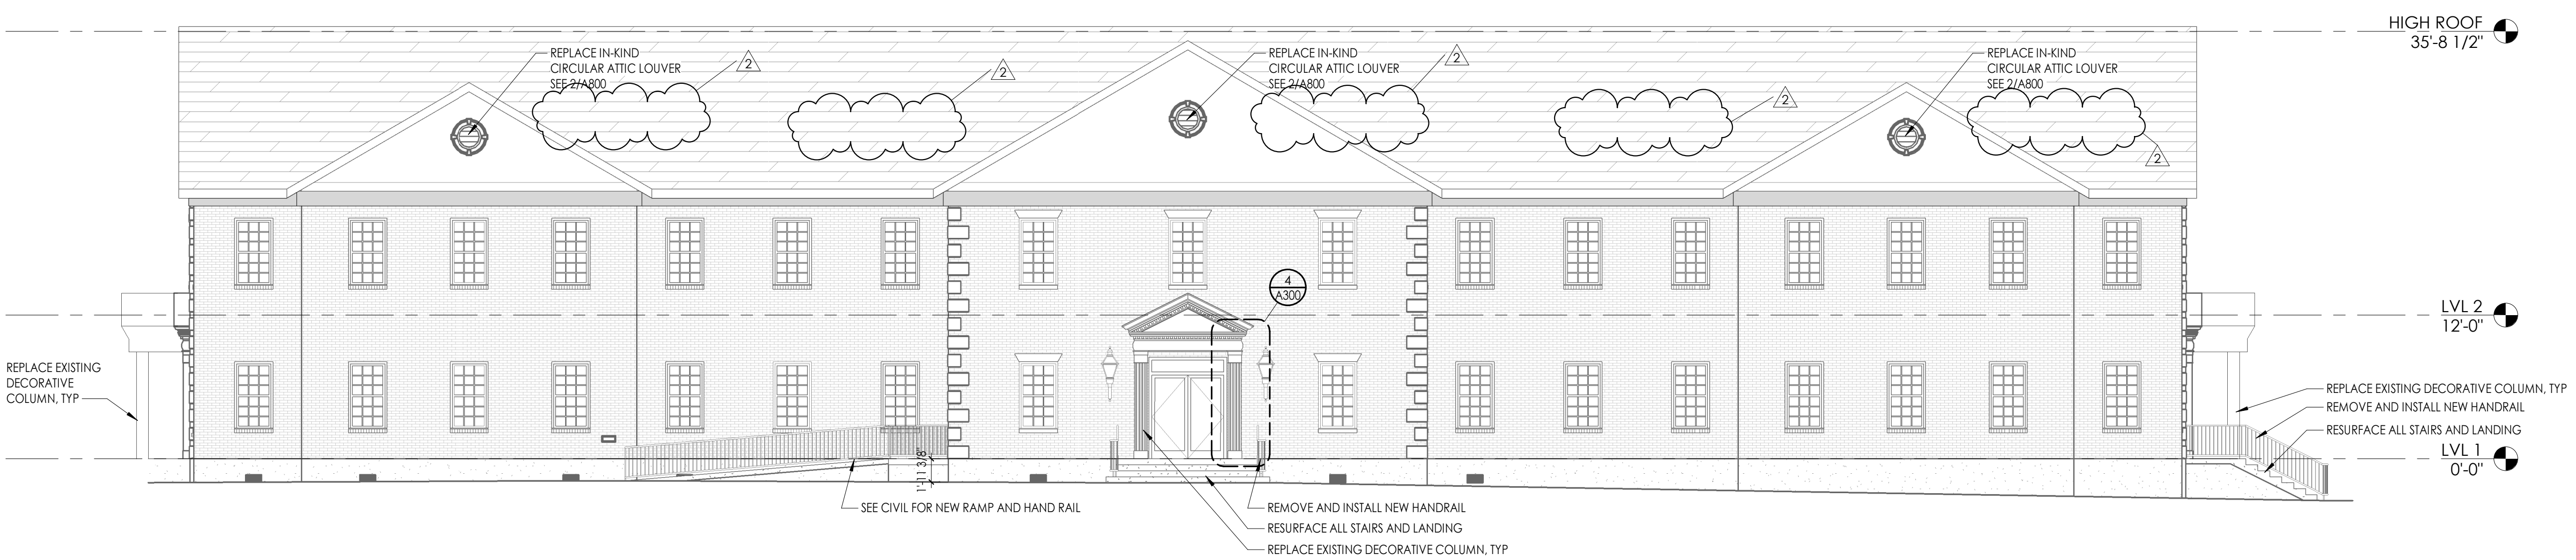 HIGH ROOF
35'-8 1/2"
REPLACE IN-KIND
CIRCULAR ATTIC LOUVER
SEE 2/A800
2
2
REPLACE IN-KIND
CIRCULAR ATTIC LOUVER
SEE 2/A800
2
2
REPLACE IN-KIND
CIRCULAR ATTIC LOUVER
SEE 2/A800
2
4
A300
LVL 2
12'-0"
REPLACE EXISTING
DECORATIVE
COLUMN, TYP
REPLACE EXISTING DECORATIVE COLUMN, TYP
REMOVE AND INSTALL NEW HANDRAIL
RESURFACE ALL STAIRS AND LANDING
LVL 1
0'-0"
1'-11 3/8"
SEE CIVIL FOR NEW RAMP AND HAND RAIL
REMOVE AND INSTALL NEW HANDRAIL
RESURFACE ALL STAIRS AND LANDING
REPLACE EXISTING DECORATIVE COLUMN, TYP